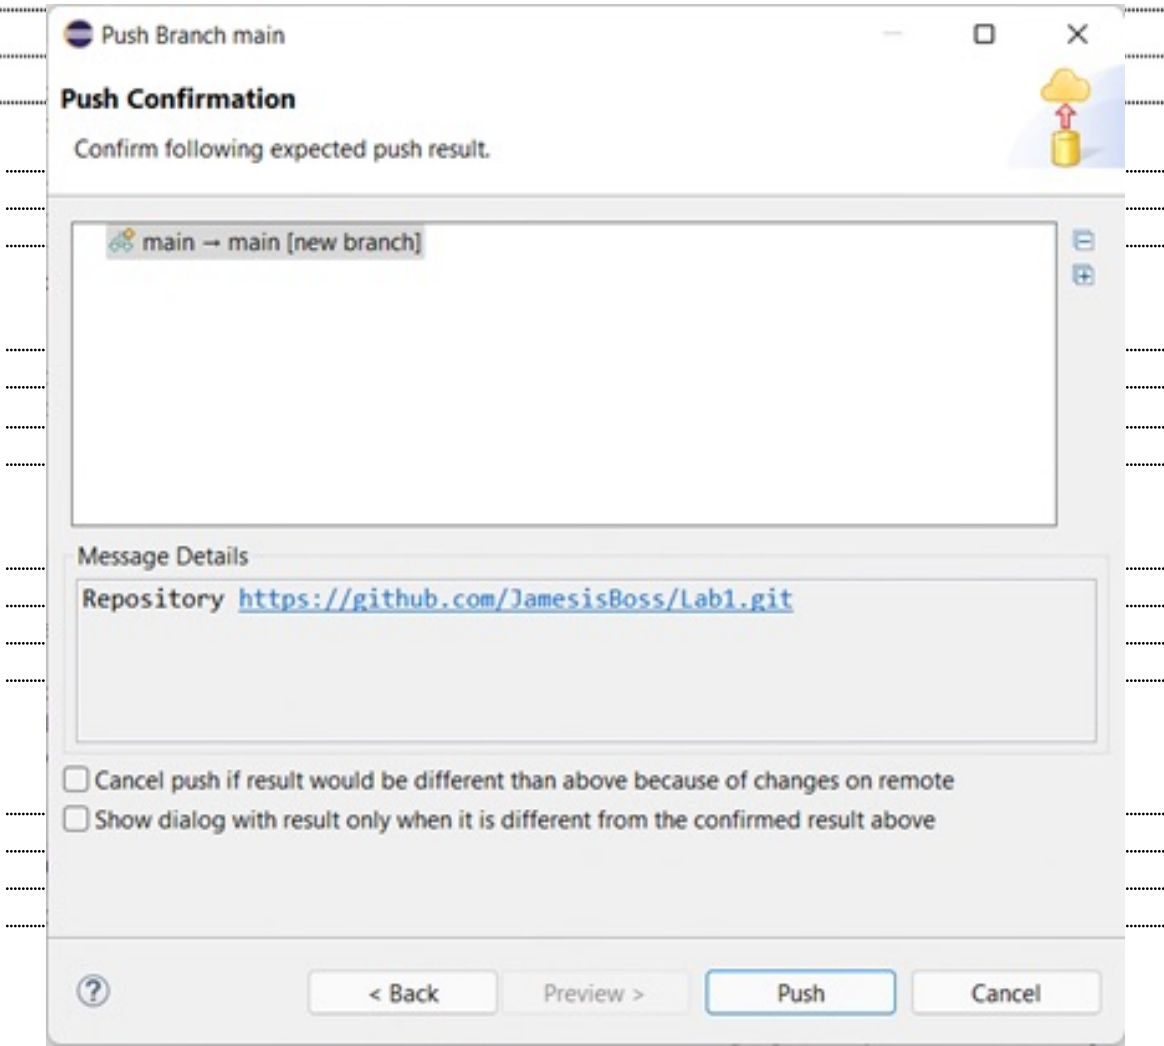 Push Branch main
Push Confirmation
Confirm following expected push result.
main → main [new branch]
Message Details
Repository https://github.com/JamesisBoss/Lab1.git
Cancel push if result would be different than above because of changes on remote
Show dialog with result only when it is different from the confirmed result above
< Back Preview > Push Cancel